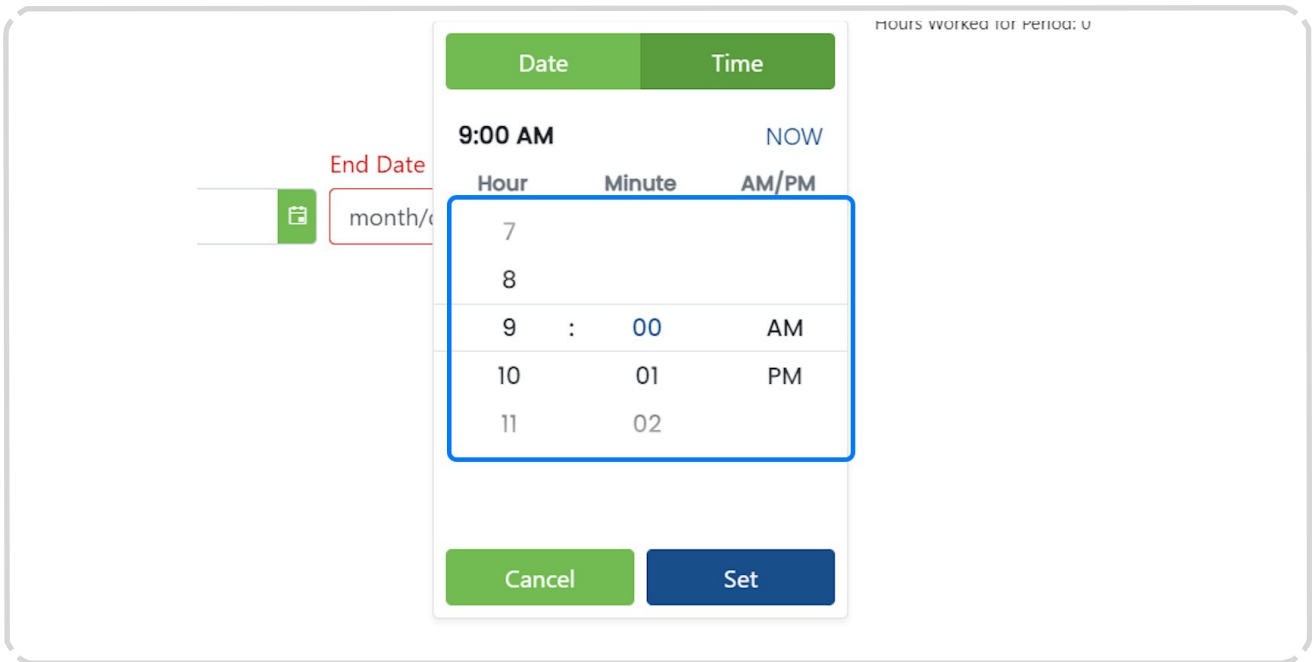 Hours Worked for Period: 0
Date Time
9:00 AM NOW
End Date
Hour Minute AM/PM
month/
7
8
9 : 00 AM
10 01 PM
11 02
Cancel Set